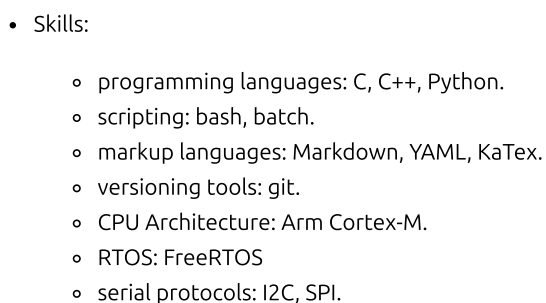 • Skills:
◦ programming languages: C, C++, Python.
◦ scripting: bash, batch.
◦ markup languages: Markdown, YAML, KaTex.
◦ versioning tools: git.
◦ CPU Architecture: Arm Cortex-M.
◦ RTOS: FreeRTOS
◦ serial protocols: I2C, SPI.